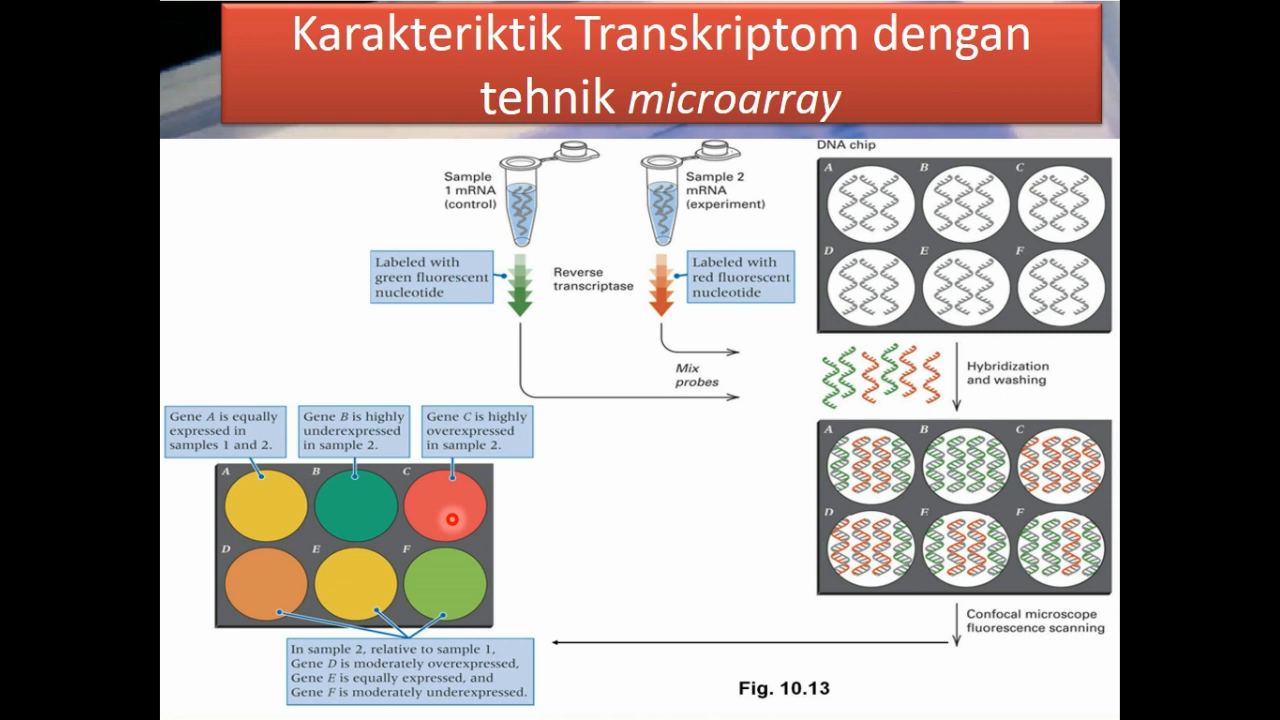 Karakteriktik Transkriptom dengan
tehnik microarray
Sample
1 mRNA
(control)
Sample 2
mRNA
(experiment)
Labeled with
green fluorescent
nucleotide
Reverse
transcriptase
Labeled with
red fluorescent
nucleotide
Mix
probes
DNA chip
A B C
D E F
Hybridization
and washing
A B C
D E F
Confocal microscope
fluorescence scanning
Gene A is equally
expressed in
samples 1 and 2.
Gene B is highly
underexpressed
in sample 2.
Gene C is highly
overexpressed
in sample 2.
A B C
D E F
In sample 2, relative to sample 1,
Gene D is moderately overexpressed,
Gene E is equally expressed, and
Gene F is moderately underexpressed.
Fig. 10.13